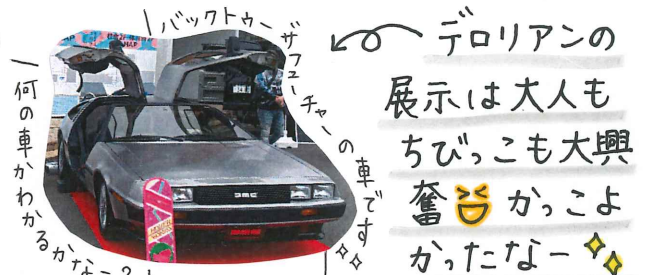 バックトゥーザフューチャーの車です
何の車かわかるかなー?
デロリアンの
展示は大人も
ちびっこも大興
奮😆かっこよ
かったなー✨
DMC